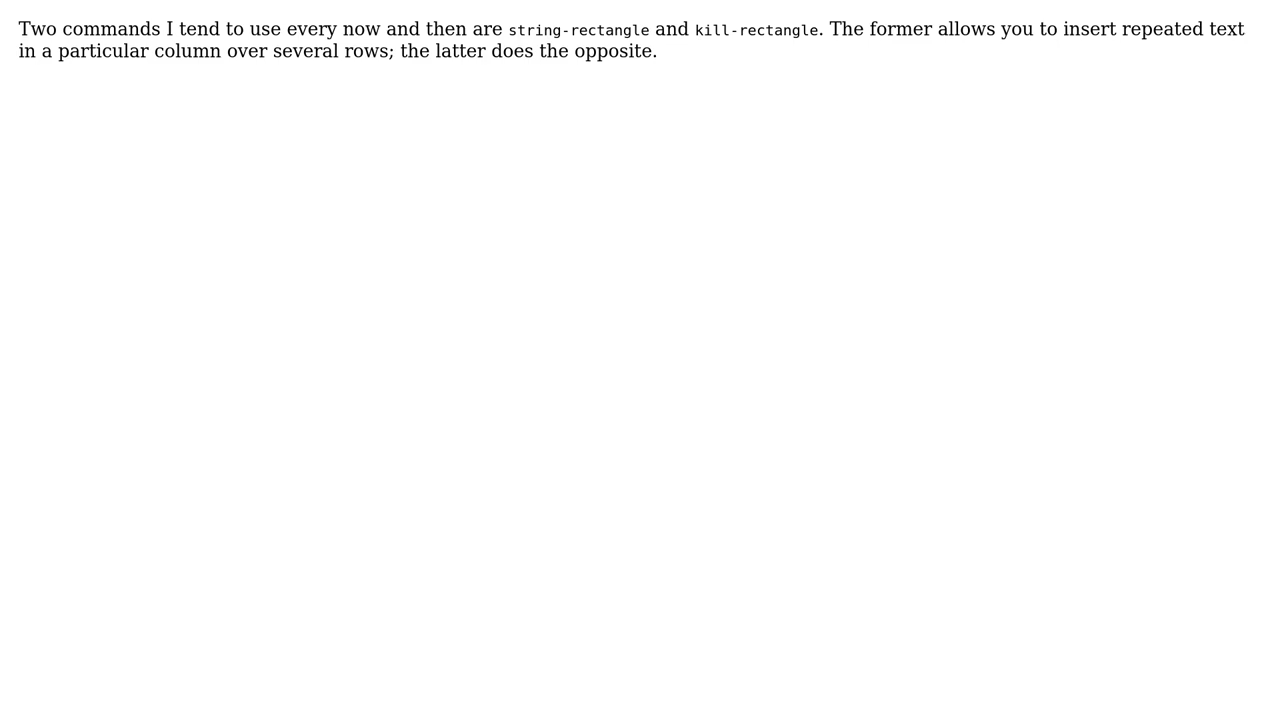 Two commands I tend to use every now and then are string-rectangle and kill-rectangle. The former allows you to insert repeated text
in a particular column over several rows; the latter does the opposite.